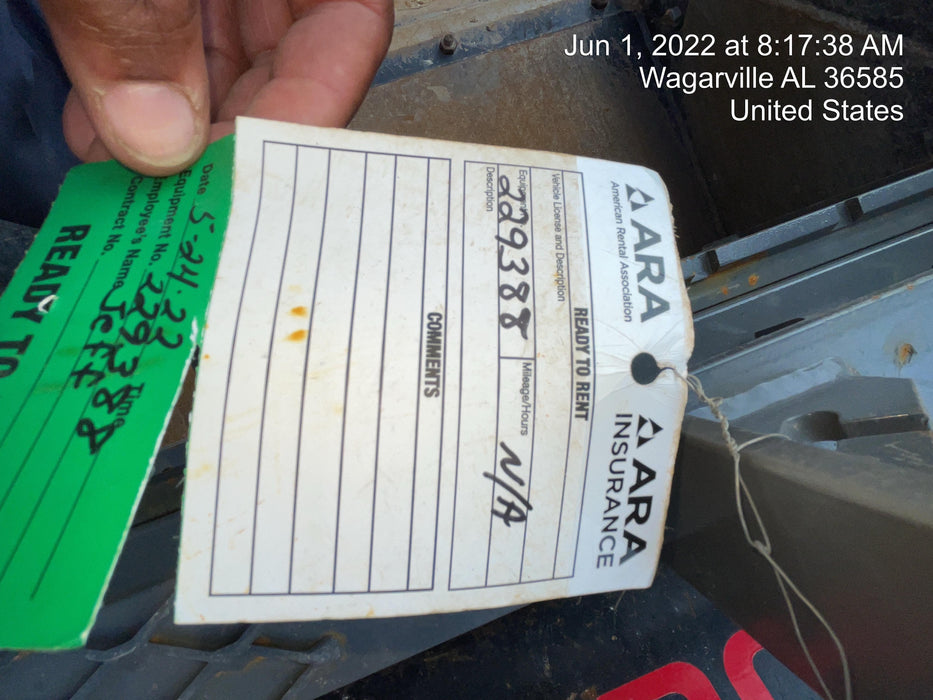 Jun 1, 2022 at 8:17:38 AM
Wagarville AL 36585
United States
ARA
American Rental Association
ARA
INSURANCE
READY TO RENT
Vehicle License and Description
Equip
229388
Mileage/Hours
N/A
Description
COMMENTS
Date 5-24-22 Time
Equipment No. 229388
Employee's Name Jeff
Contract No.
READY TO